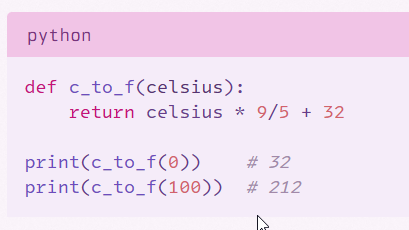 python
def c_to_f(celsius):
    return celsius * 9/5 + 32
print(c_to_f(0))    # 32
print(c_to_f(100))  # 212